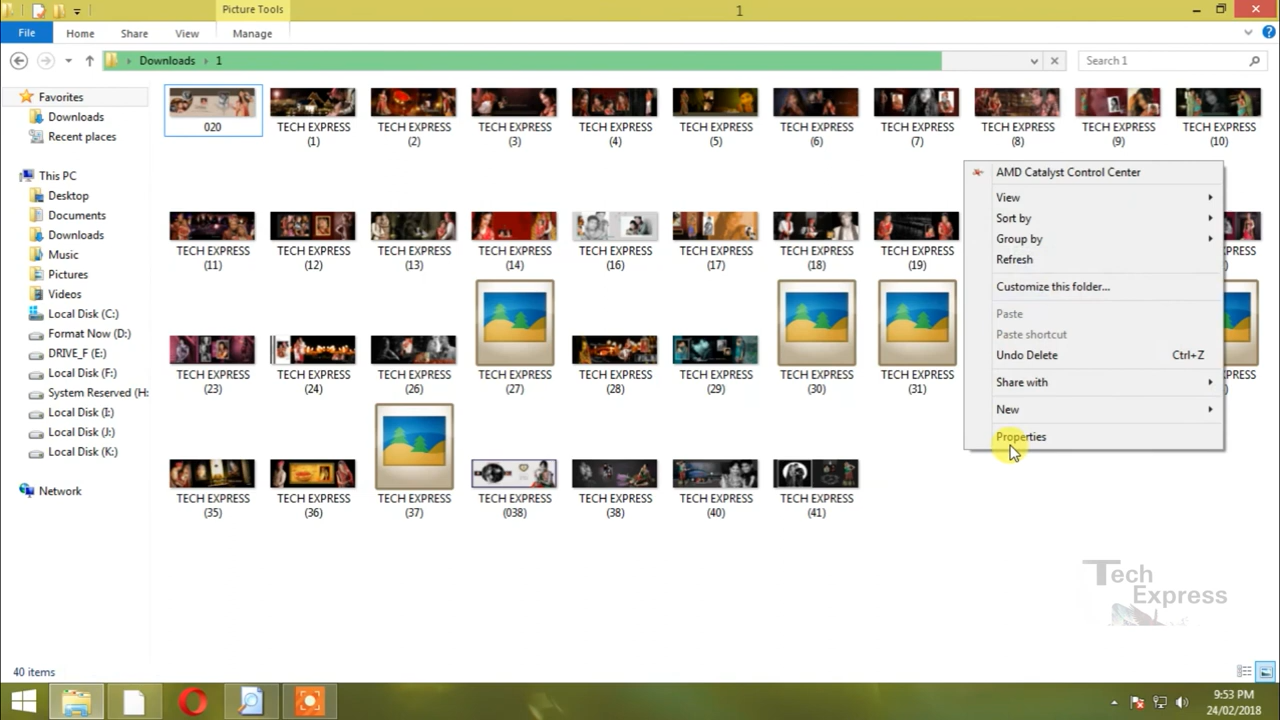 Picture Tools
1
File
Home
Share
View
Manage
Downloads
1
Search 1
Favorites
Downloads
Recent places
This PC
Desktop
Documents
Downloads
Music
Pictures
Videos
Local Disk (C:)
Format Now (D:)
DRIVE_F (E:)
Local Disk (F:)
System Reserved (H:
Local Disk (I:)
Local Disk (J:)
Local Disk (K:)
Network
020
TECH EXPRESS
(1)
TECH EXPRESS
(2)
TECH EXPRESS
(3)
TECH EXPRESS
(4)
TECH EXPRESS
(5)
TECH EXPRESS
(6)
TECH EXPRESS
(7)
TECH EXPRESS
(8)
TECH EXPRESS
(9)
TECH EXPRESS
(10)
TECH EXPRESS
(11)
TECH EXPRESS
(12)
TECH EXPRESS
(13)
TECH EXPRESS
(14)
TECH EXPRESS
(16)
TECH EXPRESS
(17)
TECH EXPRESS
(18)
TECH EXPRESS
(19)
TECH EXPRESS
(23)
TECH EXPRESS
(24)
TECH EXPRESS
(26)
TECH EXPRESS
(27)
TECH EXPRESS
(28)
TECH EXPRESS
(29)
TECH EXPRESS
(30)
TECH EXPRESS
(31)
TECH EXPRESS
(35)
TECH EXPRESS
(36)
TECH EXPRESS
(37)
TECH EXPRESS
(038)
TECH EXPRESS
(38)
TECH EXPRESS
(40)
TECH EXPRESS
(41)
AMD Catalyst Control Center
View
Sort by
Group by
Refresh
Customize this folder...
Paste
Paste shortcut
Undo Delete Ctrl+Z
Share with
New
Properties
Tech
Express
40 items
9:53 PM
24/02/2018